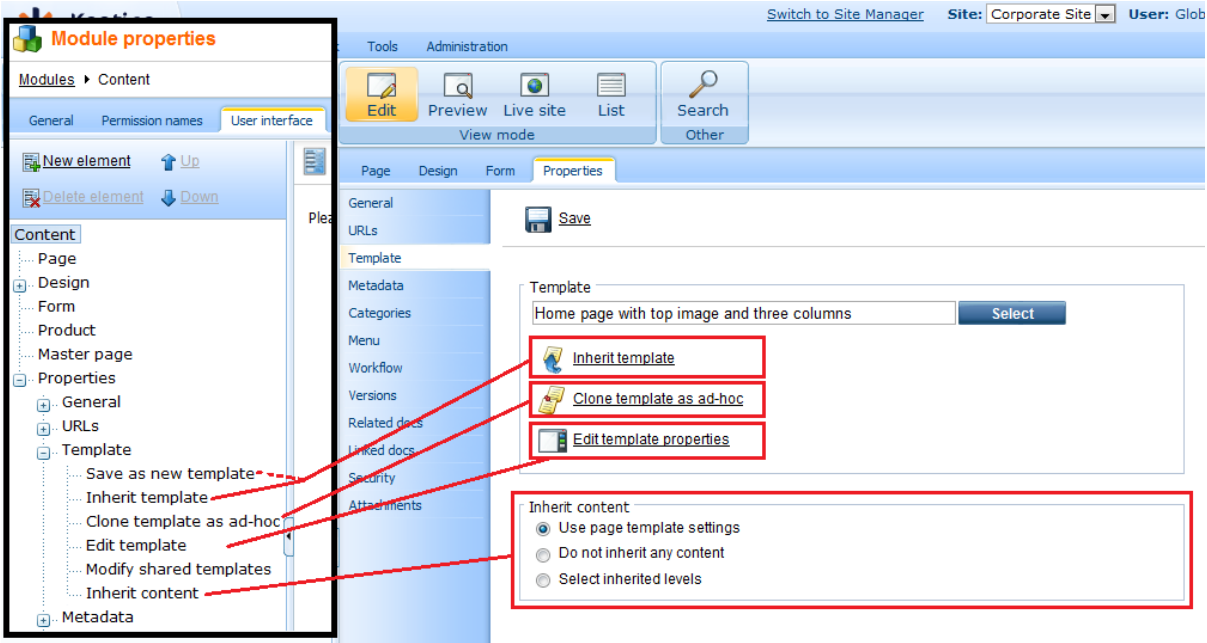 Switch to Site Manager Site: Corporate Site User: Glob
Module properties
Modules Content
General Permission names User interface
New element Up
Delete element Down
Content
Page
Design
Form
Product
Master page
Properties
General
URLs
Template
Save as new template
Inherit template
Clone template as ad-hoc
Edit template
Modify shared templates
Inherit content
Metadata
Plea
Tools Administration
Edit Preview Live site List Search
View mode Other
Page Design Form Properties
General
URLs
Template
Metadata
Categories
Menu
Workflow
Versions
Related docs
Linked docs
Security
Attachments
Save
Template
Home page with top image and three columns Select
Inherit template
Clone template as ad-hoc
Edit template properties
Inherit content
Use page template settings
Do not inherit any content
Select inherited levels